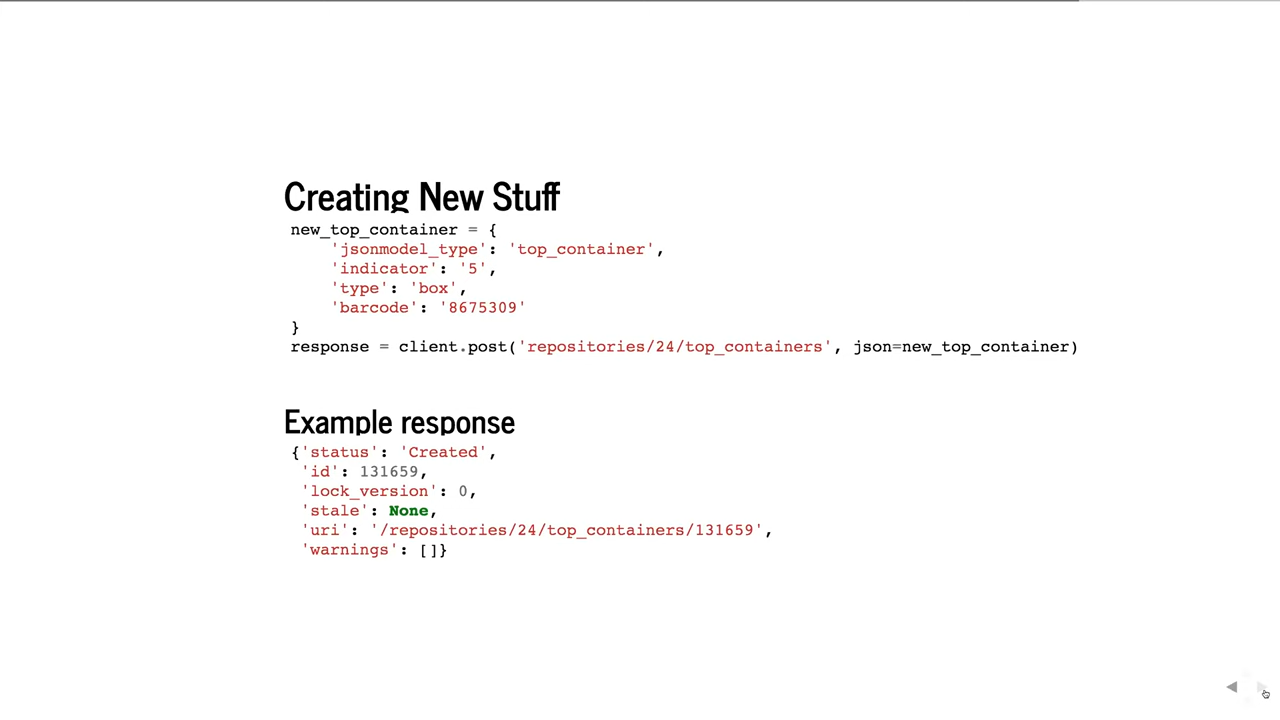 Creating New Stuff
new_top_container = {
    'jsonmodel_type': 'top_container',
    'indicator': '5',
    'type': 'box',
    'barcode': '8675309'
}
response = client.post('repositories/24/top_containers', json=new_top_container)
Example response
{'status': 'Created',
 'id': 131659,
 'lock_version': 0,
 'stale': None,
 'uri': '/repositories/24/top_containers/131659',
 'warnings': []}